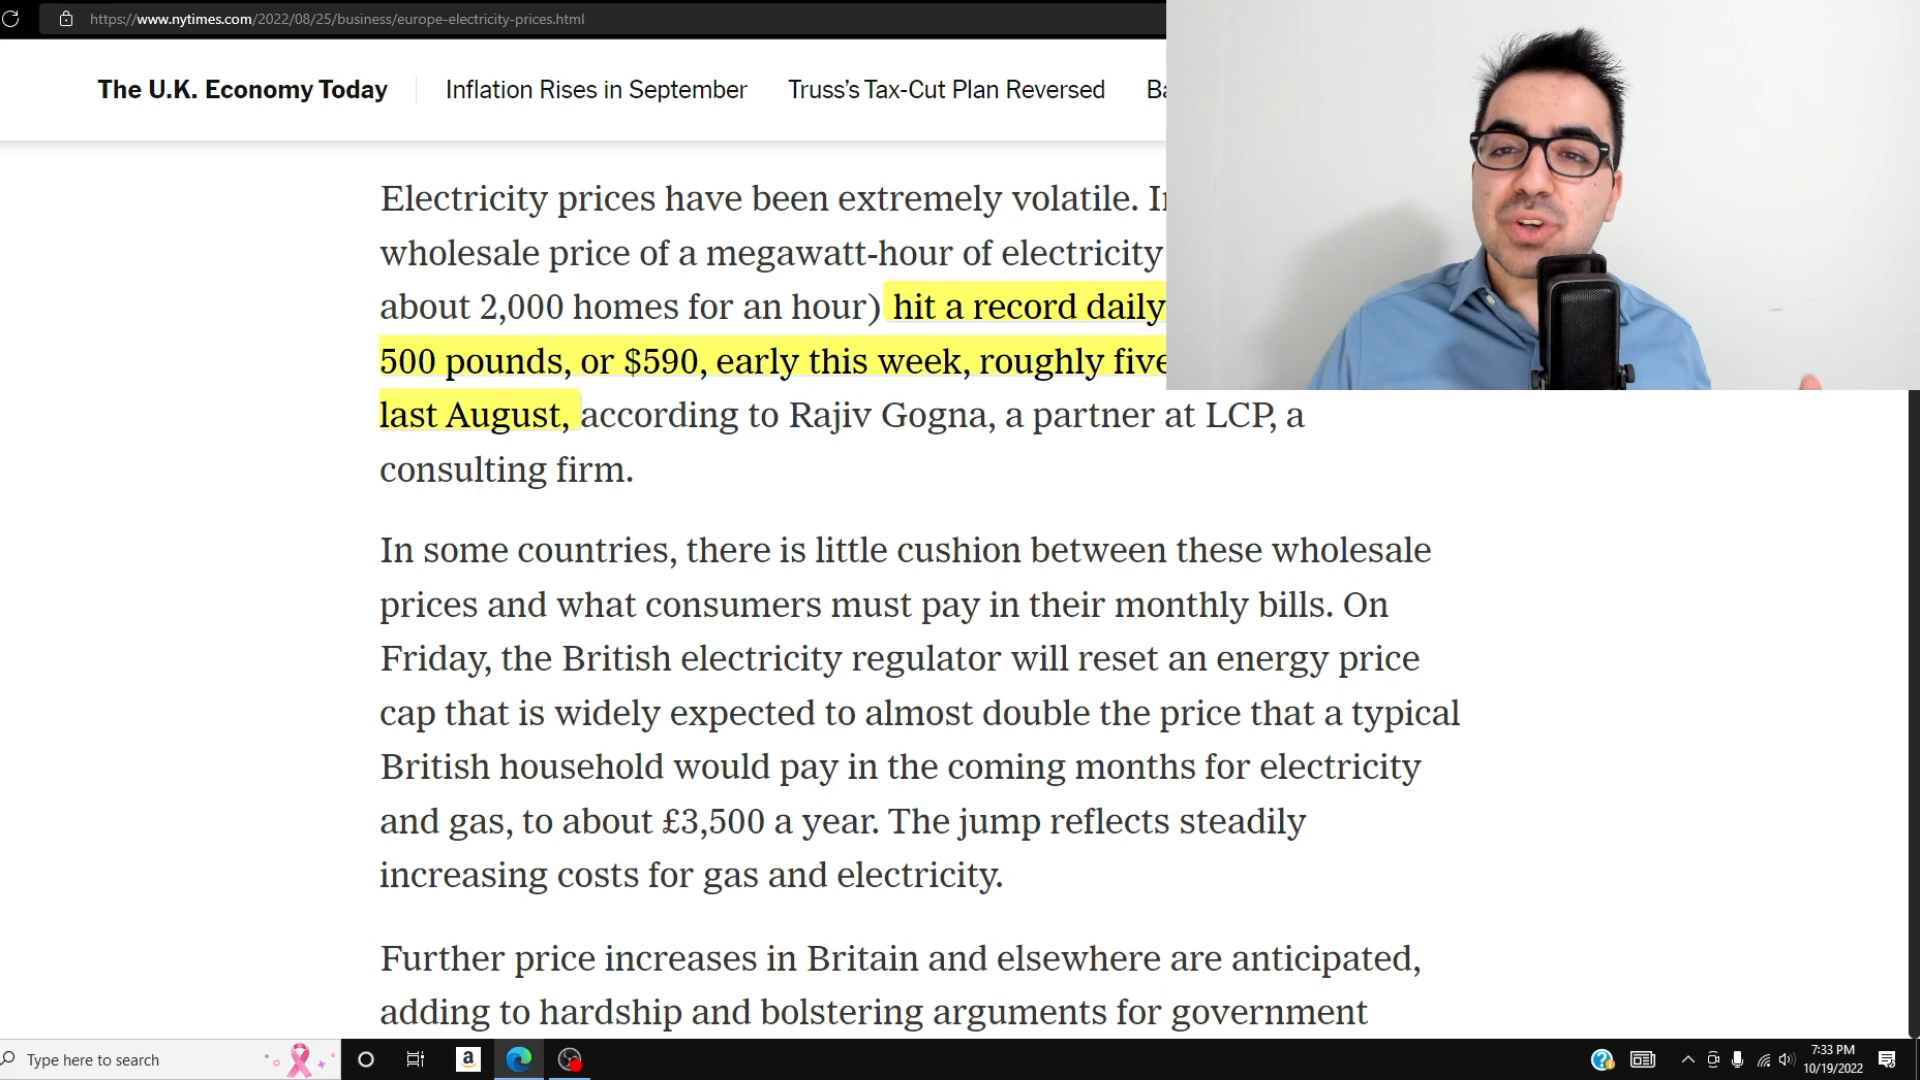 https://www.nytimes.com/2022/08/25/business/europe-electricity-prices.html
The U.K. Economy Today Inflation Rises in September Truss’s Tax-Cut Plan Reversed
Electricity prices have been extremely volatile.
wholesale price of a megawatt-hour of electricity
about 2,000 homes for an hour) hit a record daily
500 pounds, or $590, early this week, roughly five
last August, according to Rajiv Gogna, a partner at LCP, a
consulting firm.
In some countries, there is little cushion between these wholesale
prices and what consumers must pay in their monthly bills. On
Friday, the British electricity regulator will reset an energy price
cap that is widely expected to almost double the price that a typical
British household would pay in the coming months for electricity
and gas, to about £3,500 a year. The jump reflects steadily
increasing costs for gas and electricity.
Further price increases in Britain and elsewhere are anticipated,
adding to hardship and bolstering arguments for government
Type here to search
7:33 PM
10/19/2022